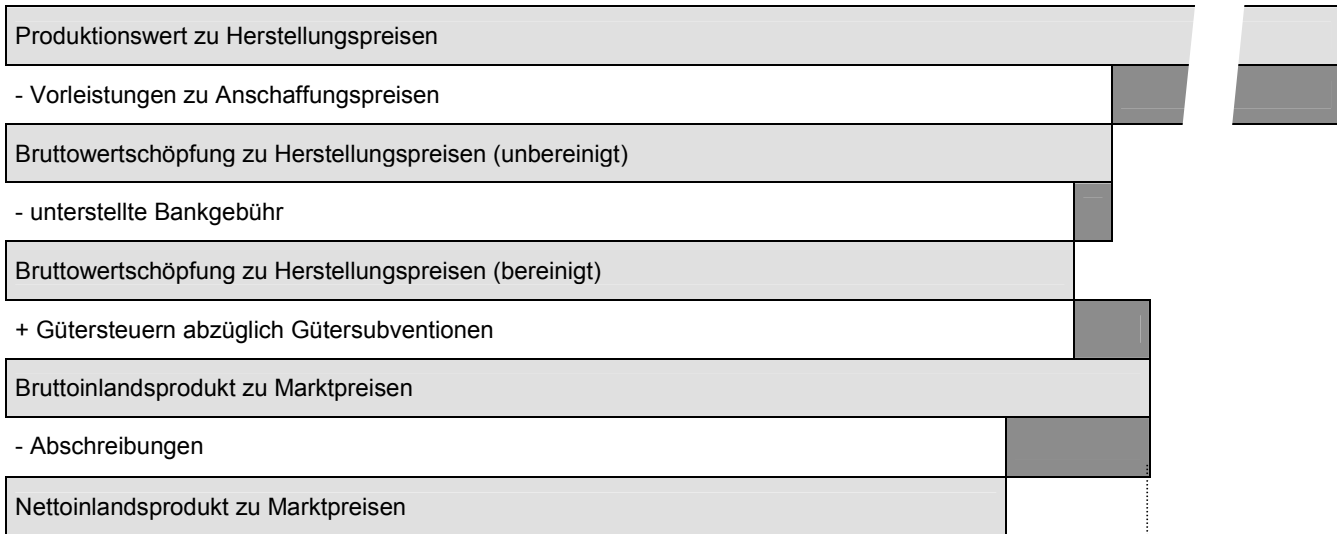 Produktionswert zu Herstellungspreisen
- Vorleistungen zu Anschaffungspreisen
Bruttowertschöpfung zu Herstellungspreisen (unbereinigt)
- unterstellte Bankgebühr
Bruttowertschöpfung zu Herstellungspreisen (bereinigt)
+ Gütersteuern abzüglich Gütersubventionen
Bruttoinlandsprodukt zu Marktpreisen
- Abschreibungen
Nettoinlandsprodukt zu Marktpreisen